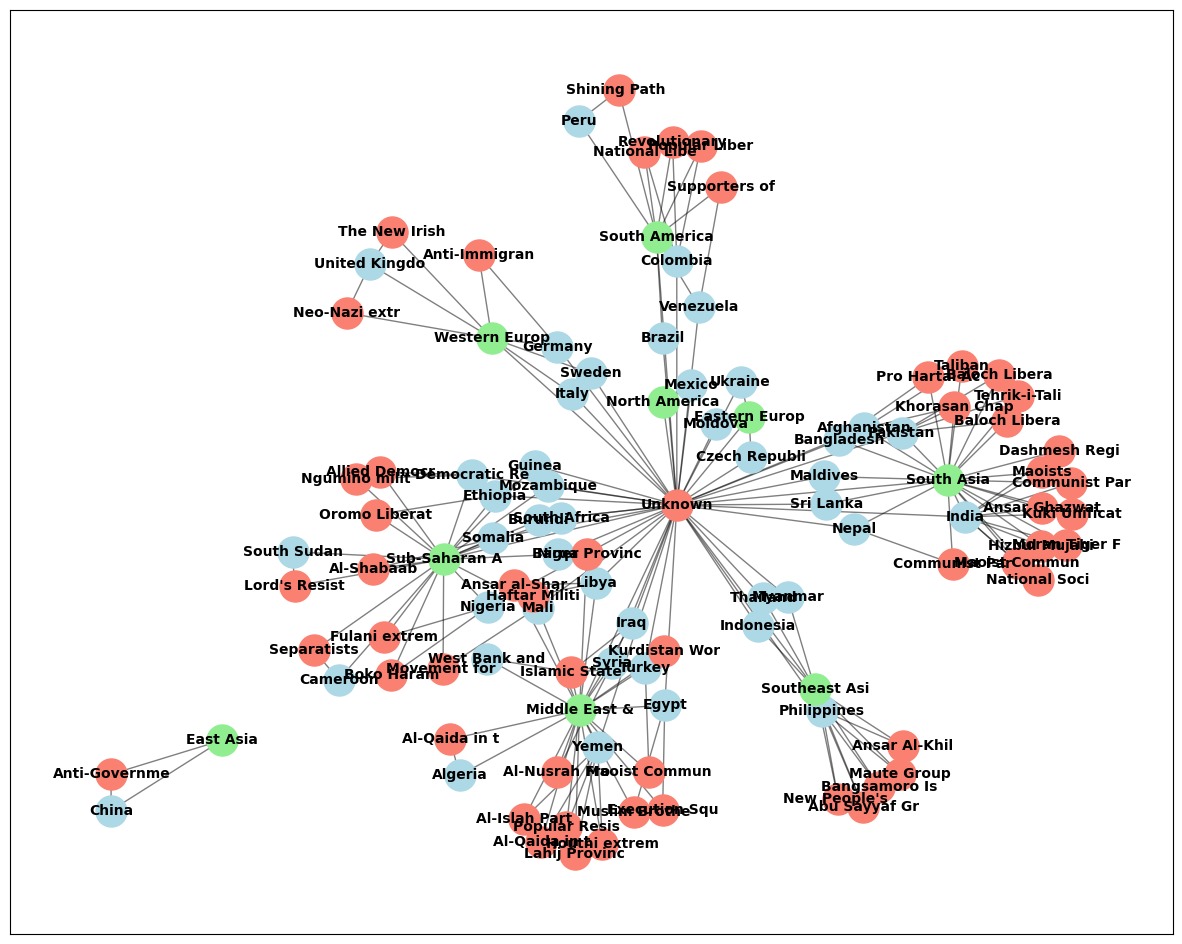 Shining Path
Peru
Revolutionary
Popular Liber
National Libe
Supporters of
The New Irish
South America
Anti-Immigran
Colombia
United Kingdo
Venezuela
Neo-Nazi extr
Western Europ
Brazil
Germany
Sweden
Italy
Mexico
Ukraine
North America
Eastern Europ
Moldova
Czech Republi
Taliban
Pro Hartal Ac
Baloch Libera
Tehrik-i-Tali
Khorasan Chap
Baloch Libera
Afghanistan
Pakistan
Bangladesh
Dashmesh Regi
Maoists
Communist Par
South Asia
Maldives
Guinea
Allied Democr
Democratic Re
Ngumino milit
Mozambique
Ethiopia
Unknown
Sri Lanka
Ansar Ghazwat
Kuki
Oromo Liberat
Burundi
South Africa
India
Nepal
Somalia
South Sudan
Sub-Saharan A
Provinc
Hizbul Mujahi
Al-Shabaab
Communist Par
Maoist Commun
National Soci
Lord's Resist
Ansar al-Shar
Libya
Haftar Militi
Nigeria
Mali
Thailand
Myanmar
Iraq
Indonesia
Fulani extrem
Separatists
Kurdistan Wor
West Bank and
Syria
Turkey
Movement for
Islamic State
Boko Haram
Cameroon
Southeast Asi
Egypt
Middle East &
Philippines
East Asia
Al-Qaida in t
Yemen
Ansar Al-Khil
Anti-Governme
Algeria
Al-Nusrah
Maoist Commun
Maute Group
Bangsamoro Is
China
New People's
Abu Sayyaf Gr
Al-Islah Part
Muslim Brothe
Execution Squ
Popular Resis
Al-Qaida in t
Houthi extrem
Lahij Provinc